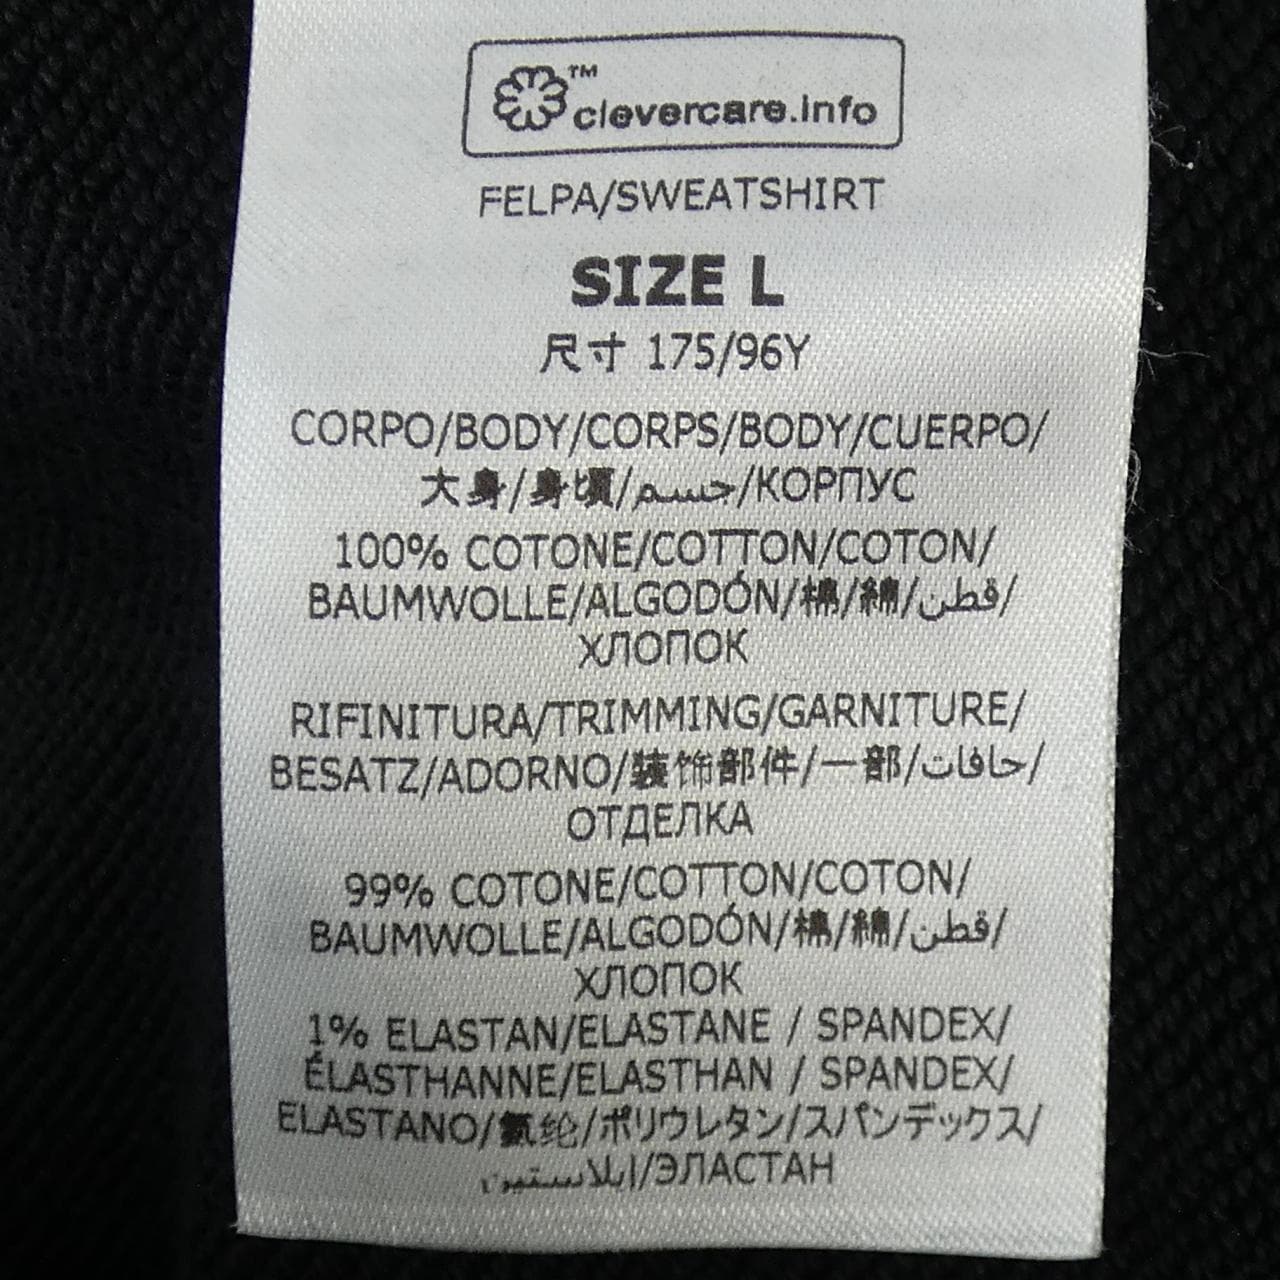 ™
clevercare.info
FELPA/SWEATSHIRT
SIZE L
尺寸 175/96Y
CORPO/BODY/CORPS/BODY/CUERPO/
大身/身頃/جسم/КОРПУС
100% COTONE/COTTON/COTON/
BAUMWOLLE/ALGODÓN/棉/綿/قطن/
ХЛОПОК
RIFINITURA/TRIMMING/GARNITURE/
BESATZ/ADORNO/装饰部件/一部/حافات/
ОТДЕЛКА
99% COTONE/COTTON/COTON/
BAUMWOLLE/ALGODÓN/棉/綿/قطن/
ХЛОПОК
1% ELASTAN/ELASTANE / SPANDEX/
ÉLASTHANNE/ELASTHAN / SPANDEX/
ELASTANO/氨纶/ポリウレタン/スパンデックス/
ايلاستين/ЭЛАСТАН